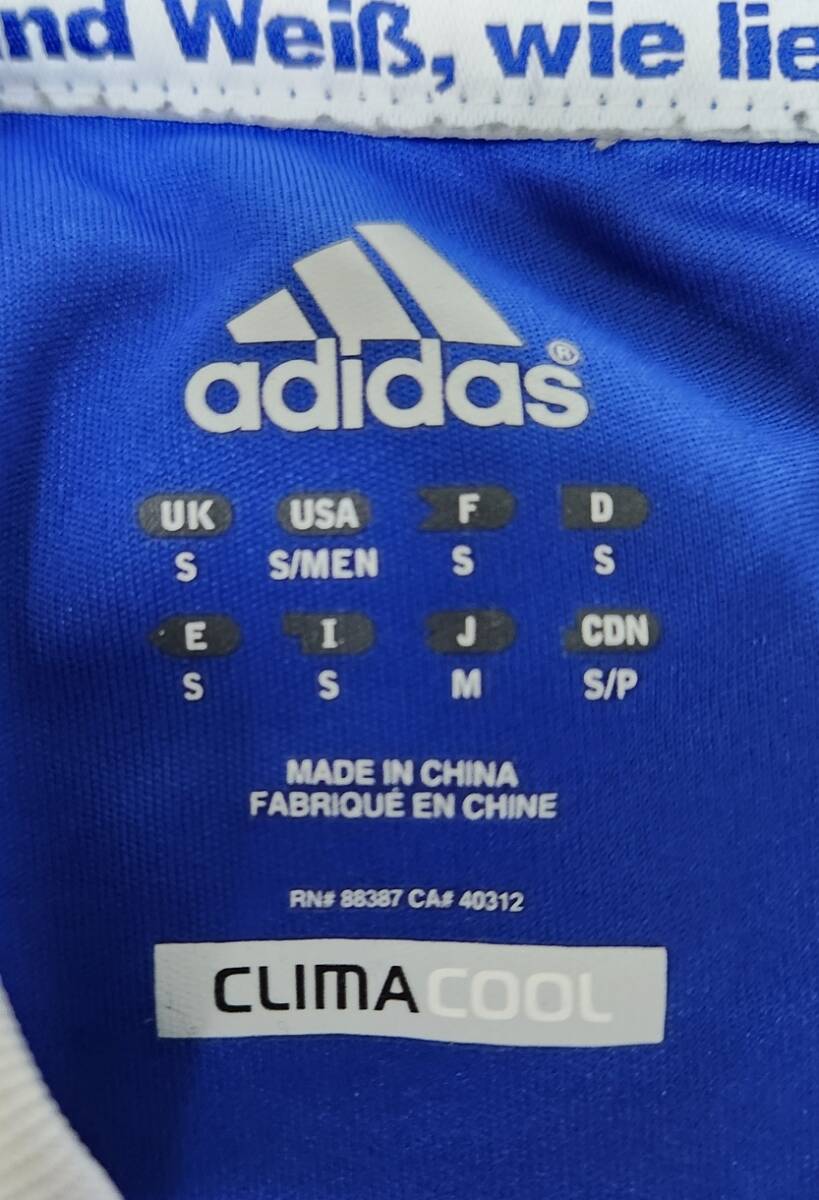 nd Weiß, wie lie
adidas®
UK USA F D
S S/MEN S S
E I J CDN
S S M S/P
MADE IN CHINA
FABRIQUÉ EN CHINE
RN# 88387 CA# 40312
CLIMACOOL